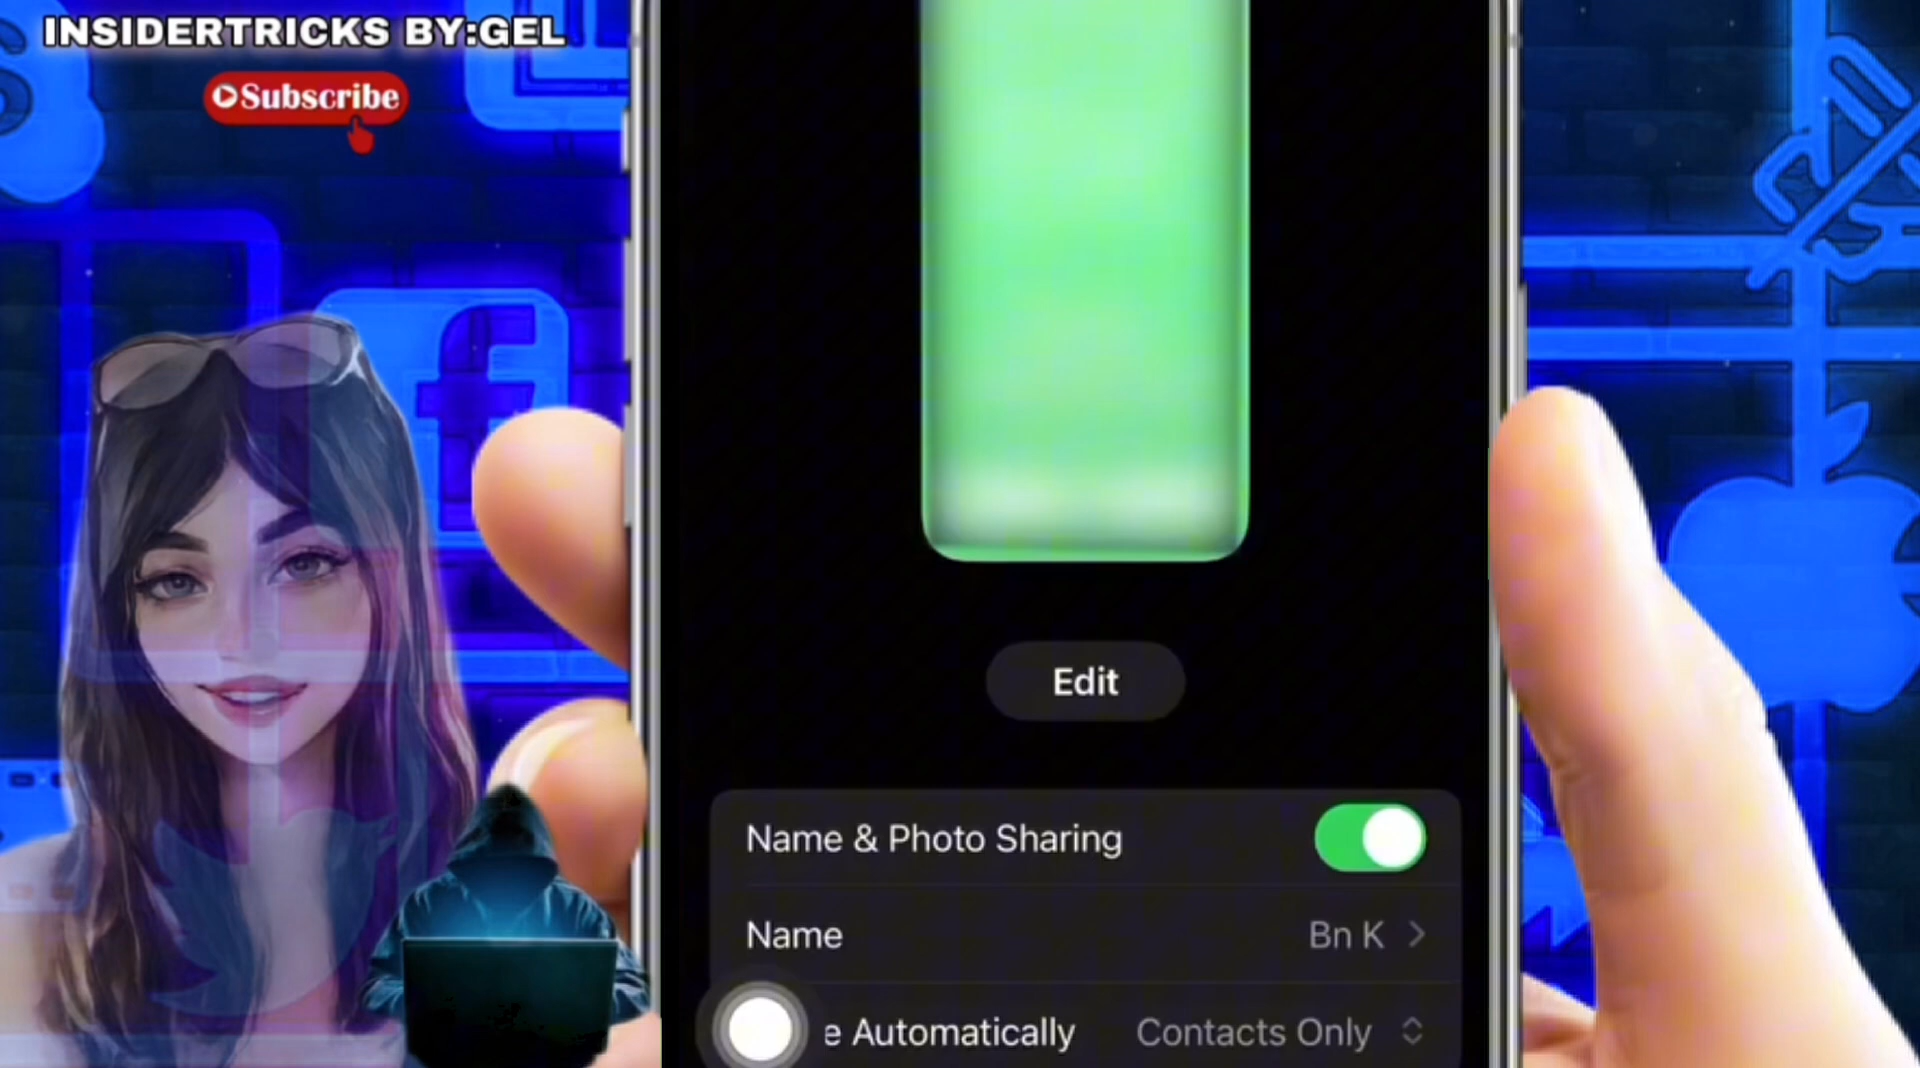 INSIDERTRICKS BY:GEL
Subscribe
Edit
Name & Photo Sharing
Name Bn K
e Automatically Contacts Only